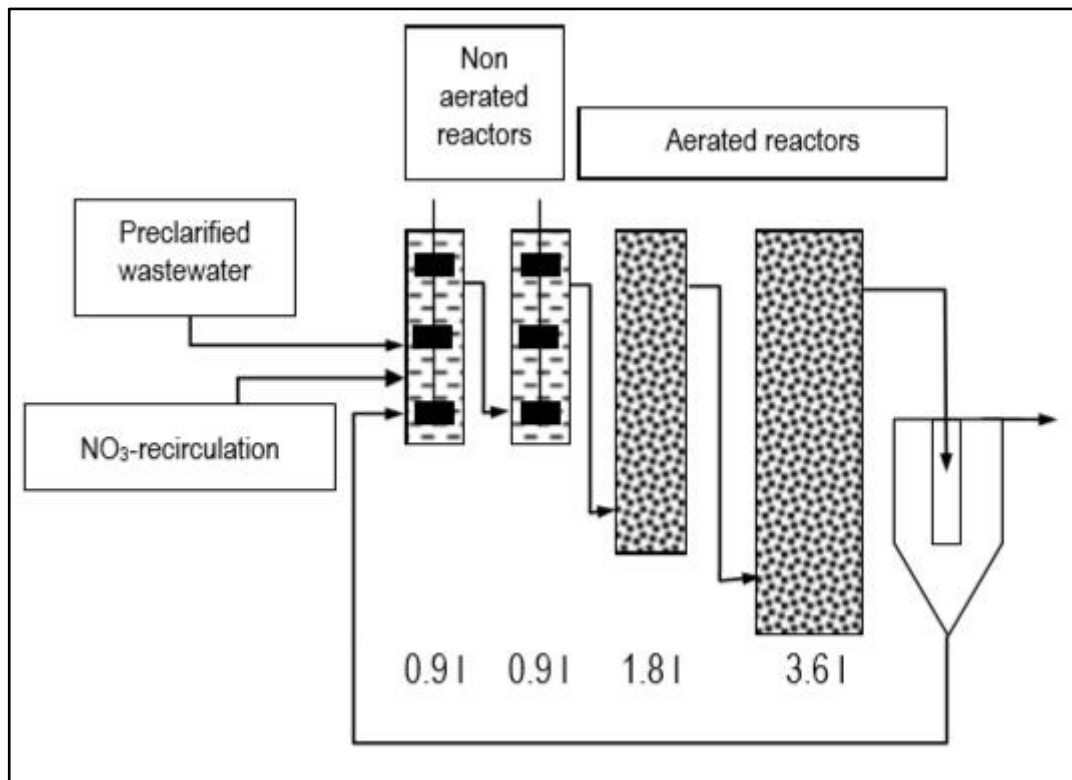 Non
aerated
reactors
Aerated reactors
Preclarified
wastewater
NO₃-recirculation
0.9 l
0.9 l
1.8 l
3.6 l